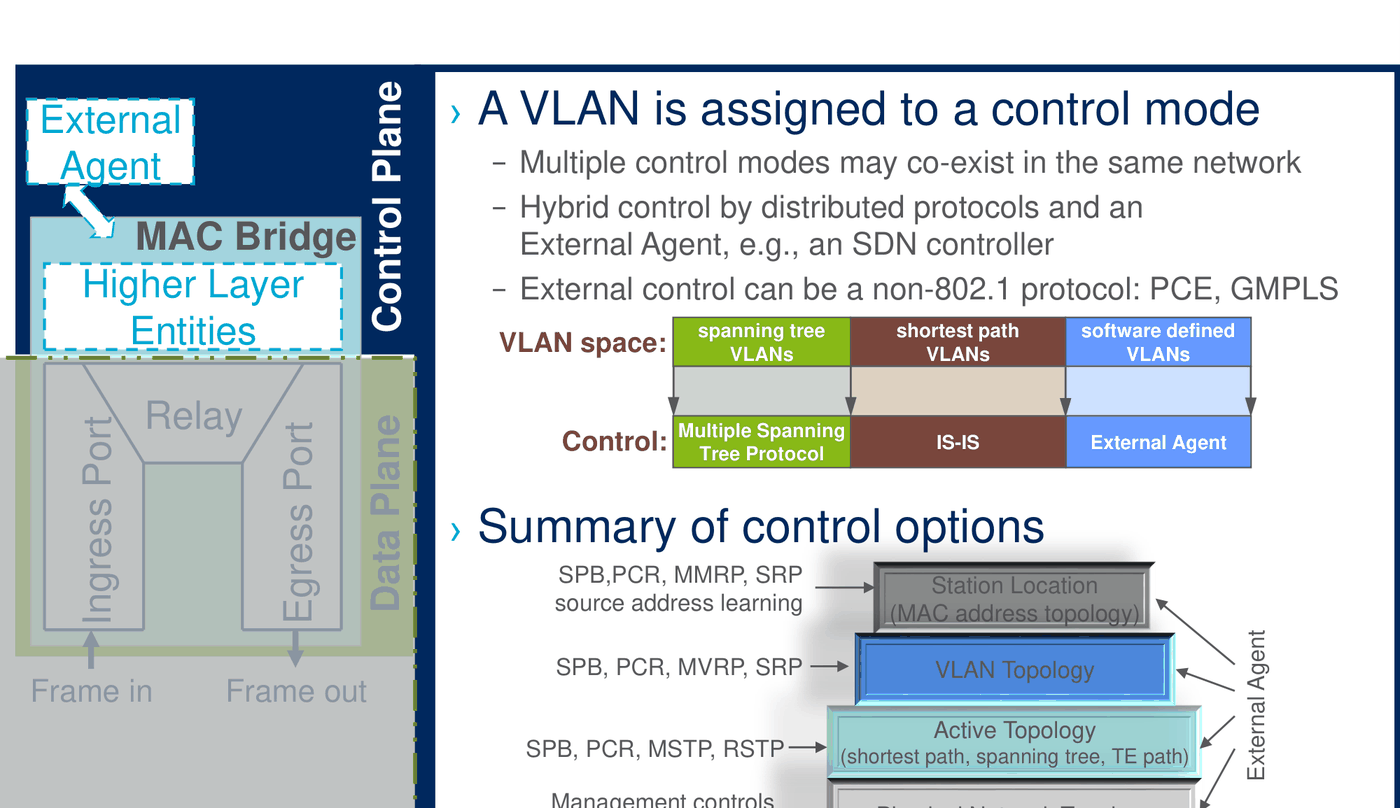 External
Agent
MAC Bridge
Higher Layer
Entities
Control Plane
Relay
Ingress Port
Egress Port
Data Plane
Frame in
Frame out
› A VLAN is assigned to a control mode
– Multiple control modes may co-exist in the same network
– Hybrid control by distributed protocols and an
External Agent, e.g., an SDN controller
– External control can be a non-802.1 protocol: PCE, GMPLS
VLAN space:
spanning tree
VLANs
shortest path
VLANs
software defined
VLANs
Control:
Multiple Spanning
Tree Protocol
IS-IS
External Agent
› Summary of control options
SPB,PCR, MMRP, SRP
source address learning
Station Location
(MAC address topology)
SPB, PCR, MVRP, SRP
VLAN Topology
SPB, PCR, MSTP, RSTP
Active Topology
(shortest path, spanning tree, TE path)
External Agent
Management controls